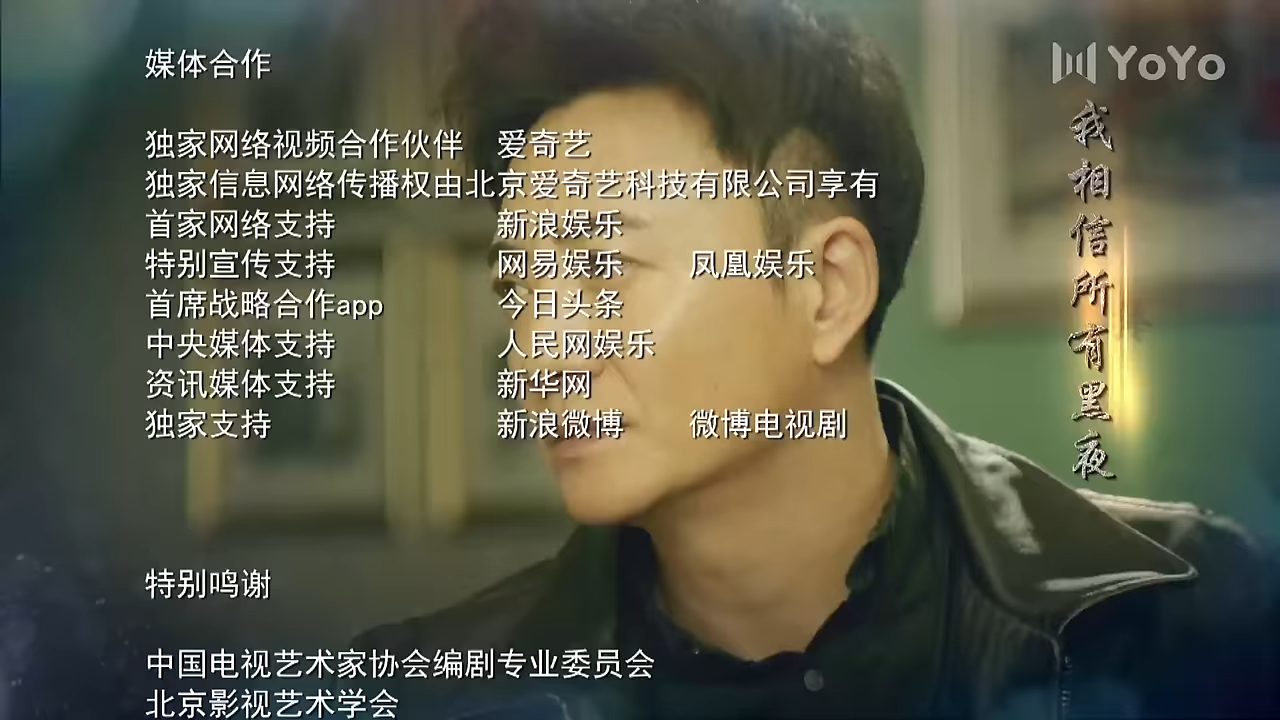 媒体合作
独家网络视频合作伙伴 爱奇艺
独家信息网络传播权由北京爱奇艺科技有限公司享有
首家网络支持 新浪娱乐
特别宣传支持 网易娱乐 凤凰娱乐
首席战略合作app 今日头条
中央媒体支持 人民网娱乐
资讯媒体支持 新华网
独家支持 新浪微博 微博电视剧
特别鸣谢
中国电视艺术家协会编剧专业委员会
北京影视艺术学会
YoYo
我相信所有黑夜